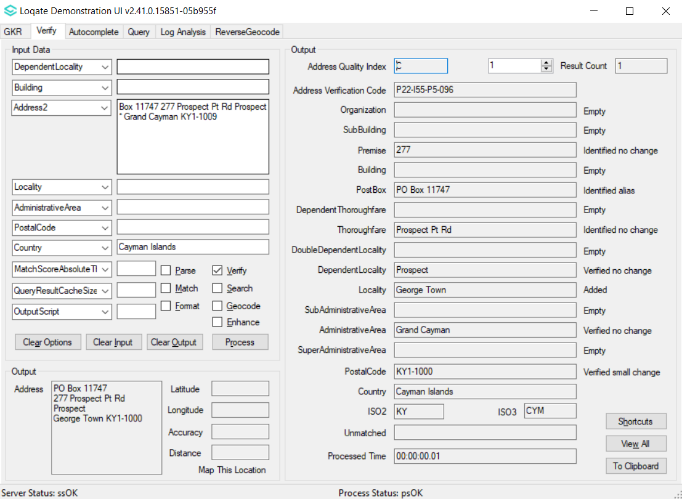 Loqate Demonstration UI v2.41.0.15851-05b955f
GKR Verify Autocomplete Query Log Analysis ReverseGeocode
Input Data
DependentLocality
Building
Address2 Box 11747 277 Prospect Pt Rd Prospect
* Grand Cayman KY1-1009
Locality
AdministrativeArea
PostalCode
Country Cayman Islands
MatchScoreAbsoluteTl Parse Verify
QueryResultCacheSize Match Search
OutputScript Format Geocode
Enhance
Clear Options Clear Input Clear Output Process
Output
Address PO Box 11747
277 Prospect Pt Rd
Prospect
George Town KY1-1000
Latitude
Longitude
Accuracy
Distance
Map This Location
Output
Address Quality Index 1 Result Count 1
Address Verification Code P22-I55-P5-096
Organization Empty
SubBuilding Empty
Premise 277 Identified no change
Building Empty
PostBox PO Box 11747 Identified alias
DependentThoroughfare Empty
Thoroughfare Prospect Pt Rd Identified no change
DoubleDependentLocality Empty
DependentLocality Prospect Verified no change
Locality George Town Added
SubAdministrativeArea Empty
AdministrativeArea Grand Cayman Verified no change
SuperAdministrativeArea Empty
PostalCode KY1-1000 Verified small change
Country Cayman Islands
ISO2 KY ISO3 CYM
Unmatched
Processed Time 00:00:00.01
Shortcuts
View All
To Clipboard
Server Status: ssOK Process Status: psOK